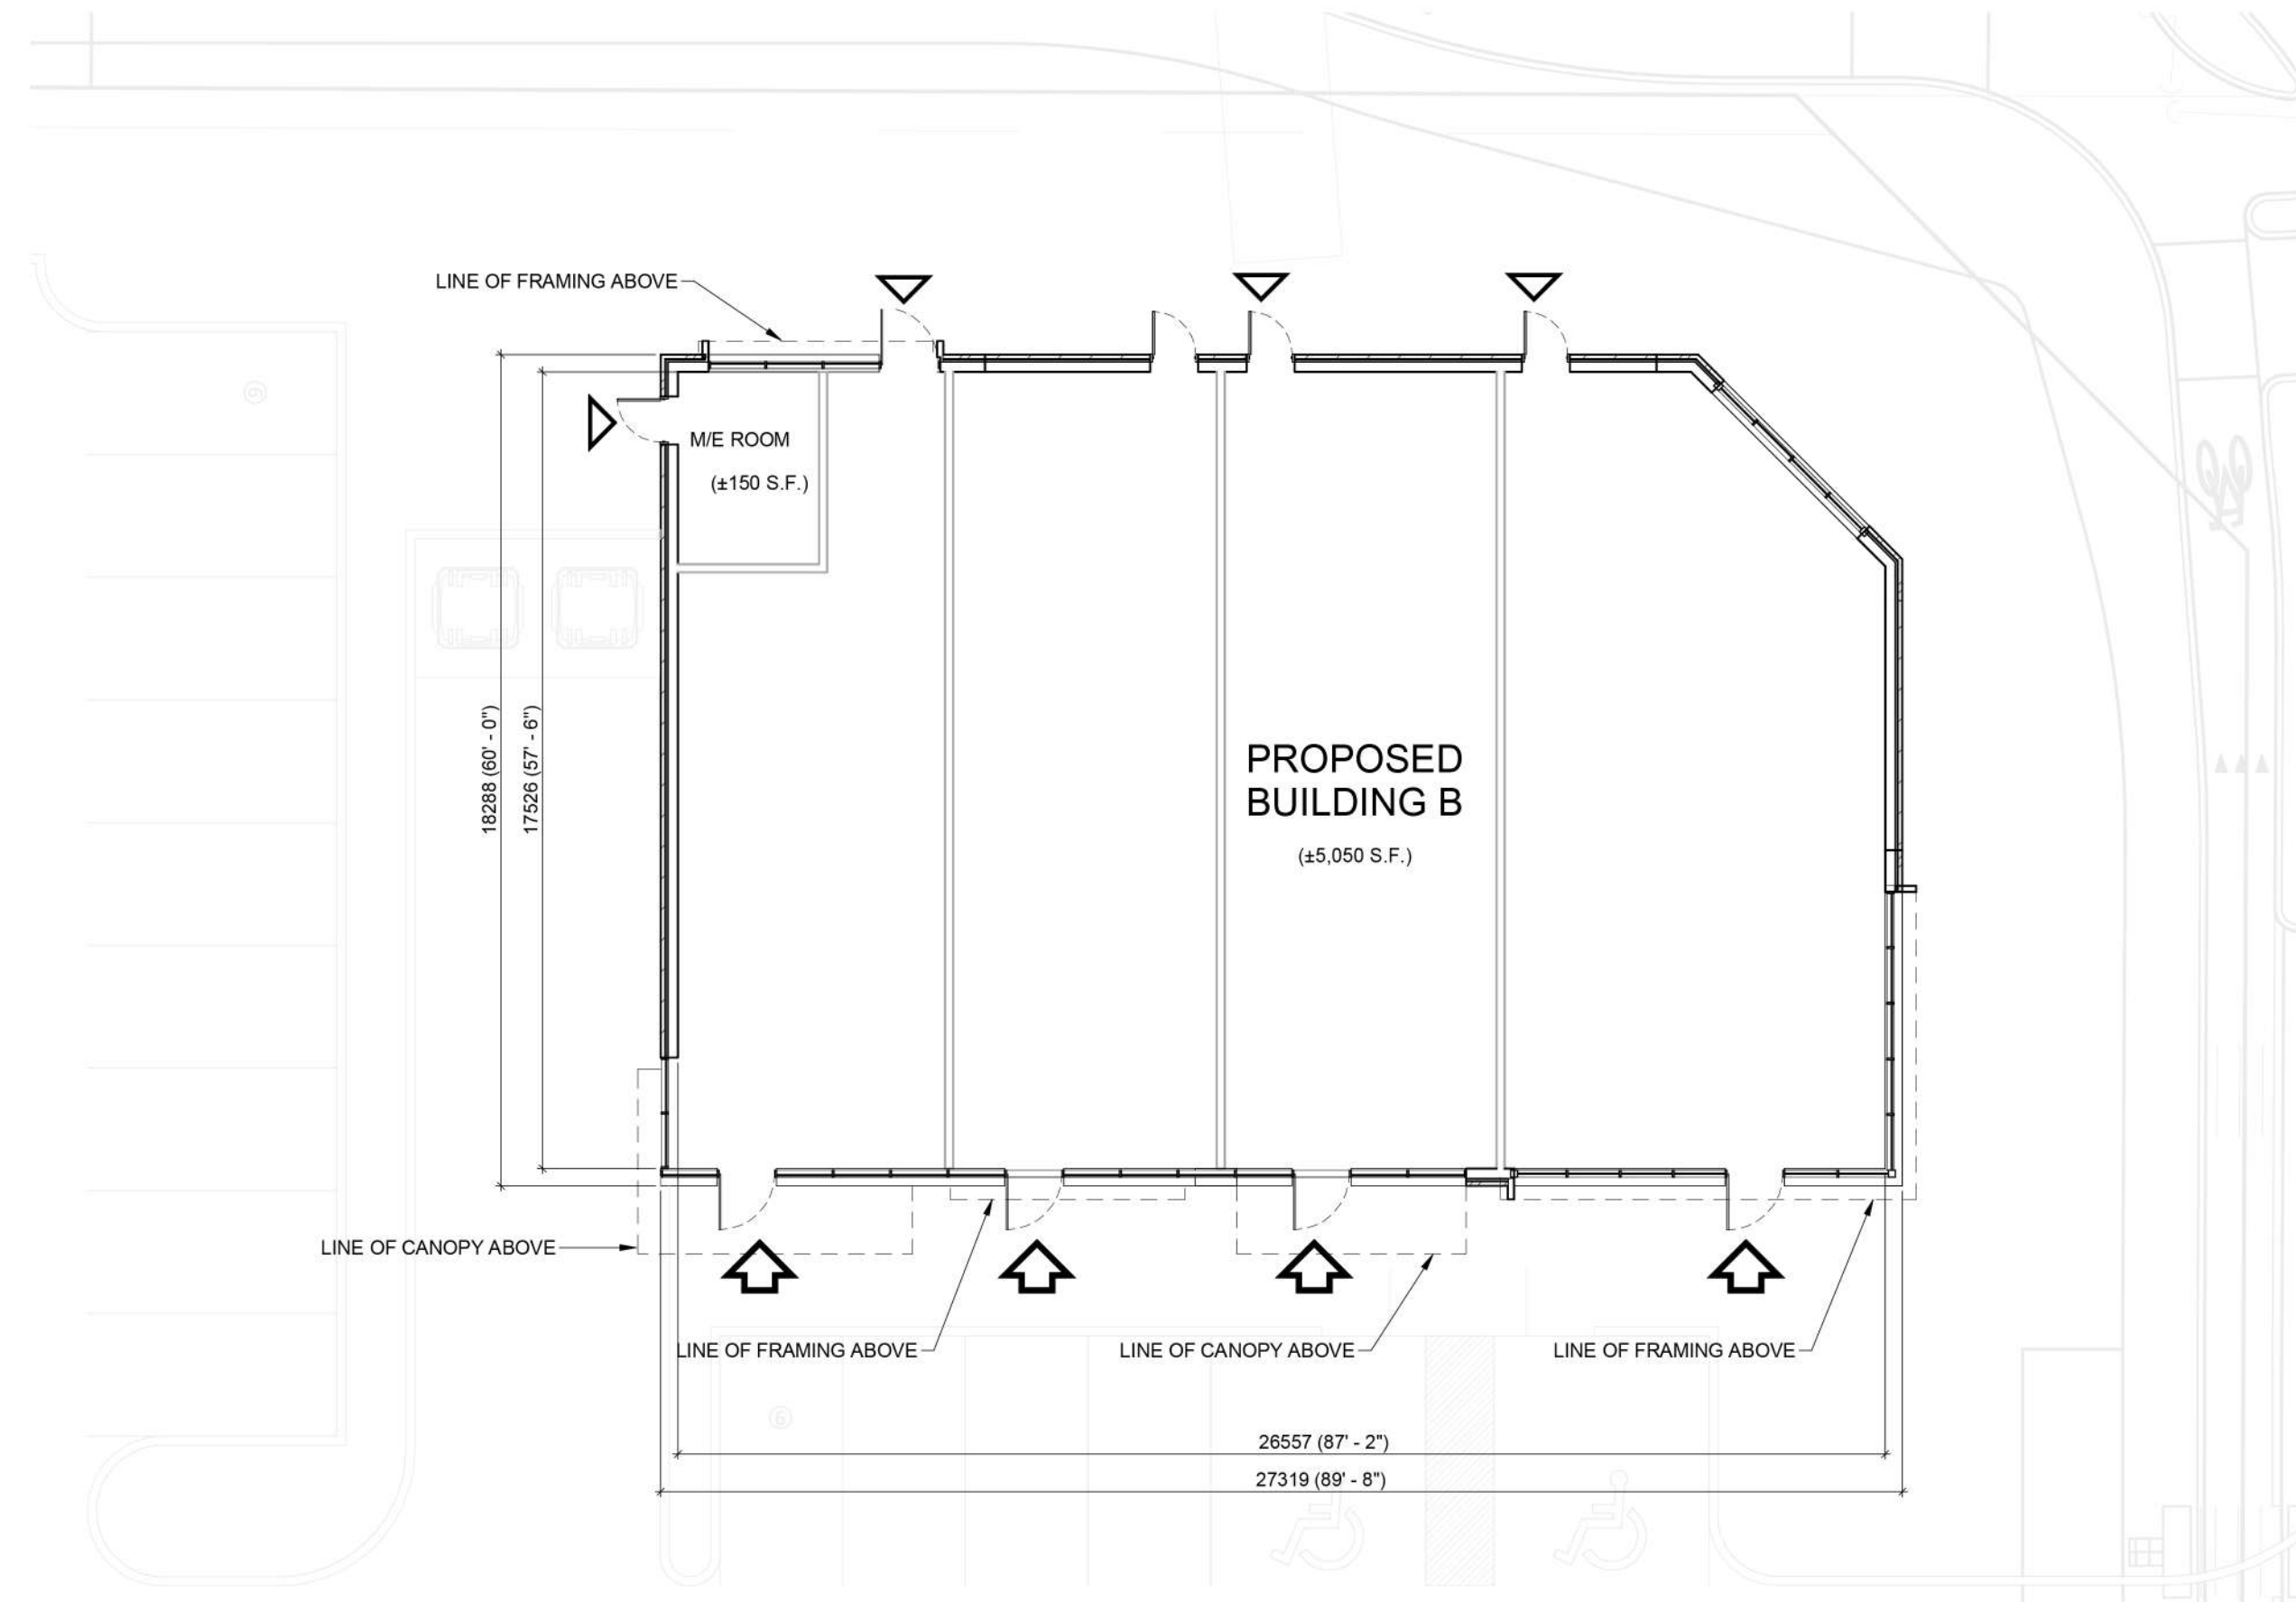 LINE OF FRAMING ABOVE
9
M/E ROOM
(±150 S.F.)
18288 (60' - 0")
17526 (57' - 6")
PROPOSED
BUILDING B
(±5,050 S.F.)
LINE OF CANOPY ABOVE
LINE OF FRAMING ABOVE
LINE OF CANOPY ABOVE
LINE OF FRAMING ABOVE
6
26557 (87' - 2")
27319 (89' - 8")